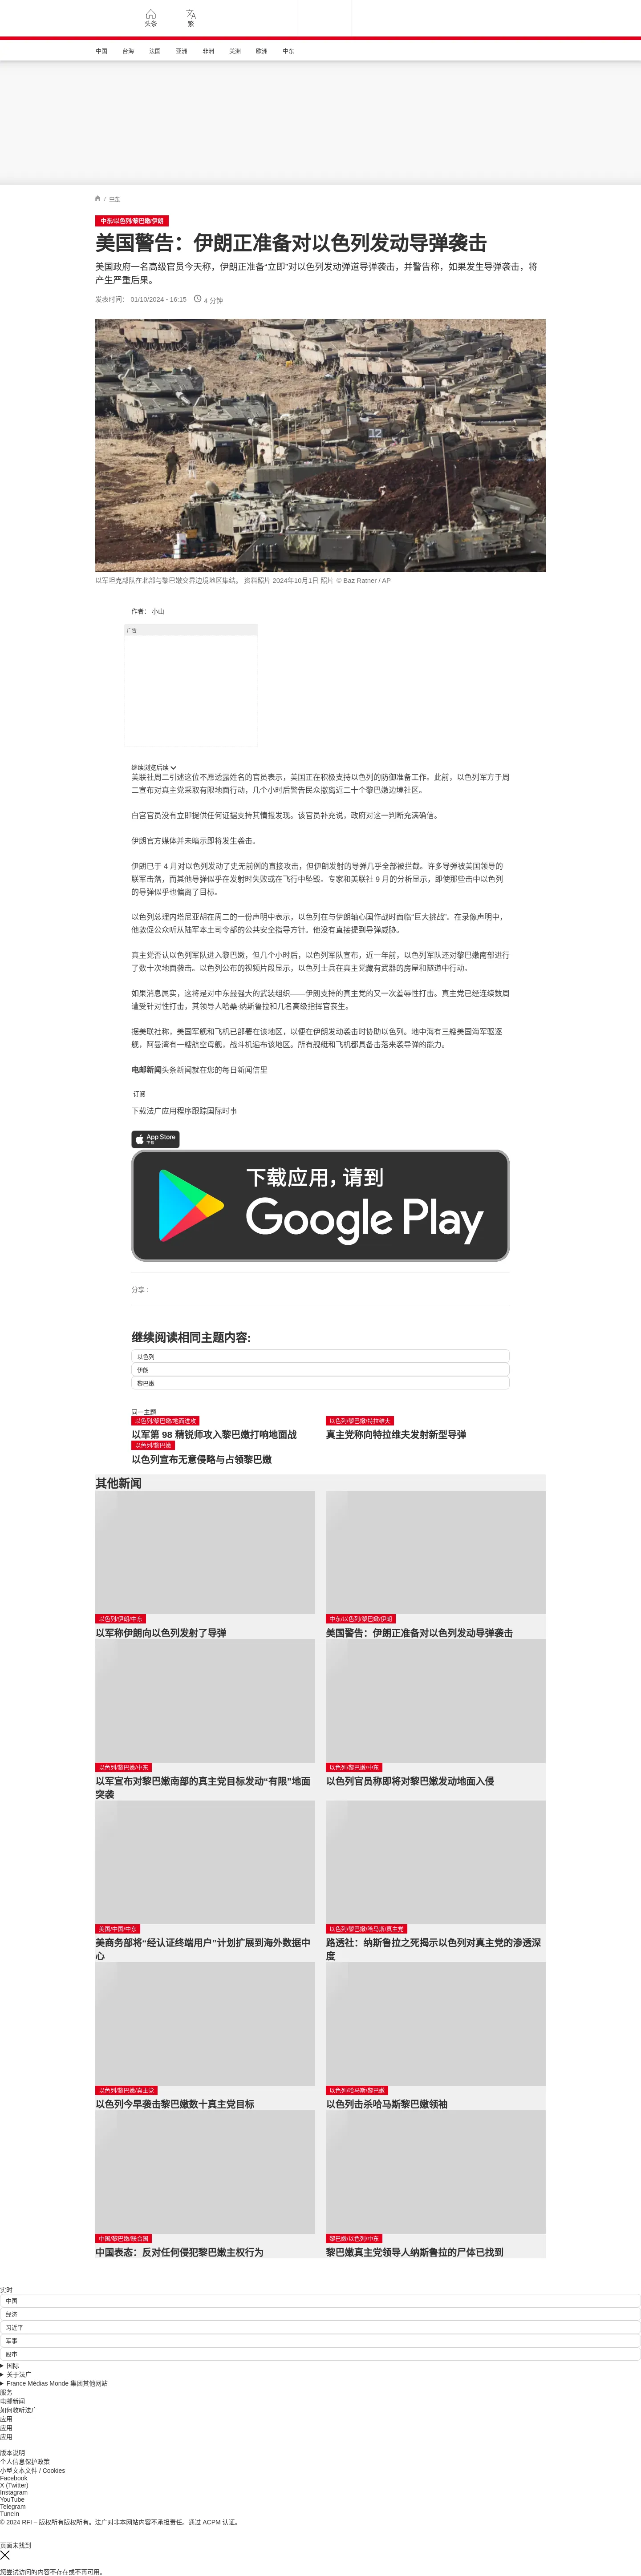 头条
繁
中国
台海
法国
亚洲
非洲
美洲
欧洲
中东
/ 中东
中东/以色列/黎巴嫩/伊朗
美国警告：伊朗正准备对以色列发动导弹袭击
美国政府一名高级官员今天称，伊朗正准备“立即”对以色列发动弹道导弹袭击，并警告称，如果发生导弹袭击，将
产生严重后果。
发表时间： 01/10/2024 - 16:15 4 分钟
12
以军坦克部队在北部与黎巴嫩交界边境地区集结。 资料照片 2024年10月1日 照片 © Baz Ratner / AP
作者： 小山
广告
继续浏览后续
美联社周二引述这位不愿透露姓名的官员表示，美国正在积极支持以色列的防御准备工作。此前，以色列军方于周
二宣布对真主党采取有限地面行动，几个小时后警告民众撤离近二十个黎巴嫩边境社区。
白宫官员没有立即提供任何证据支持其情报发现。该官员补充说，政府对这一判断充满确信。
伊朗官方媒体并未暗示即将发生袭击。
伊朗已于 4 月对以色列发动了史无前例的直接攻击，但伊朗发射的导弹几乎全部被拦截。许多导弹被美国领导的
联军击落，而其他导弹似乎在发射时失败或在飞行中坠毁。专家和美联社 9 月的分析显示，即使那些击中以色列
的导弹似乎也偏离了目标。
以色列总理内塔尼亚胡在周二的一份声明中表示，以色列在与伊朗轴心国作战时面临“巨大挑战”。在录像声明中，
他敦促公众听从陆军本土司令部的公共安全指导方针。他没有直接提到导弹威胁。
真主党否认以色列军队进入黎巴嫩，但几个小时后，以色列军队宣布，近一年前，以色列军队还对黎巴嫩南部进行
了数十次地面袭击。以色列公布的视频片段显示，以色列士兵在真主党藏有武器的房屋和隧道中行动。
如果消息属实，这将是对中东最强大的武装组织——伊朗支持的真主党的又一次羞辱性打击。真主党已经连续数周
遭受针对性打击，其领导人哈桑·纳斯鲁拉和几名高级指挥官丧生。
据美联社称，美国军舰和飞机已部署在该地区，以便在伊朗发动袭击时协助以色列。地中海有三艘美国海军驱逐
舰，阿曼湾有一艘航空母舰，战斗机遍布该地区。所有舰艇和飞机都具备击落来袭导弹的能力。
电邮新闻头条新闻就在您的每日新闻信里
订阅
下载法广应用程序跟踪国际时事
App Store
下载
下载应用，请到
Google Play
分享 :
继续阅读相同主题内容:
以色列
伊朗
黎巴嫩
同一主题
以色列/黎巴嫩/地面进攻
以军第 98 精锐师攻入黎巴嫩打响地面战
以色列/黎巴嫩/特拉维夫
真主党称向特拉维夫发射新型导弹
以色列/黎巴嫩
以色列宣布无意侵略与占领黎巴嫩
其他新闻
以色列/伊朗/中东
以军称伊朗向以色列发射了导弹
中东/以色列/黎巴嫩/伊朗
美国警告：伊朗正准备对以色列发动导弹袭击
以色列/黎巴嫩/中东
以军宣布对黎巴嫩南部的真主党目标发动“有限”地面
突袭
以色列/黎巴嫩/中东
以色列官员称即将对黎巴嫩发动地面入侵
美国/中国/中东
美商务部将“经认证终端用户”计划扩展到海外数据中
心
以色列/黎巴嫩/哈马斯/真主党
路透社：纳斯鲁拉之死揭示以色列对真主党的渗透深
度
以色列/黎巴嫩/真主党
以色列今早袭击黎巴嫩数十真主党目标
以色列/哈马斯/黎巴嫩
以色列击杀哈马斯黎巴嫩领袖
中国/黎巴嫩/联合国
中国表态：反对任何侵犯黎巴嫩主权行为
黎巴嫩/以色列/中东
黎巴嫩真主党领导人纳斯鲁拉的尸体已找到
实时
中国
经济
习近平
军事
股市
国际
关于法广
France Médias Monde 集团其他网站
服务
电邮新闻
如何收听法广
应用
应用
应用
版本说明
个人信息保护政策
小型文本文件 / Cookies
Facebook
X (Twitter)
Instagram
YouTube
Telegram
TuneIn
© 2024 RFI – 版权所有版权所有。法广对非本网站内容不承担责任。通过 ACPM 认证。
页面未找到
您尝试访问的内容不存在或不再可用。